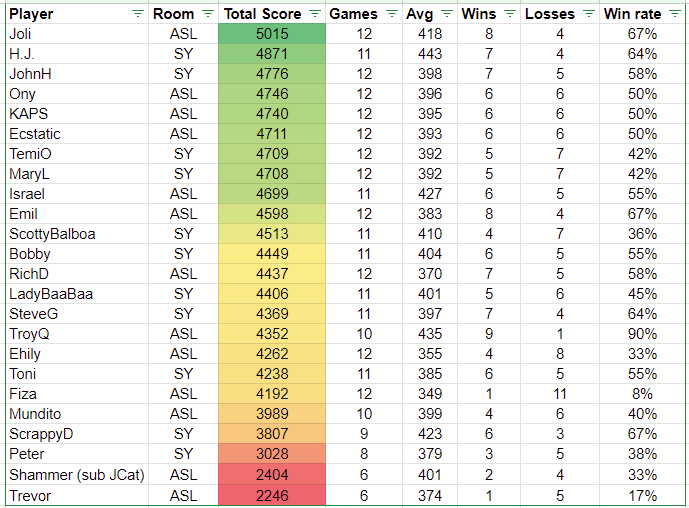 Player Room Total Score Games Avg Wins Losses Win rate
Joli ASL 5015 12 418 8 4 67%
H.J. SY 4871 11 443 7 4 64%
JohnH SY 4776 12 398 7 5 58%
Ony ASL 4746 12 396 6 6 50%
KAPS ASL 4740 12 395 6 6 50%
Ecstatic ASL 4711 12 393 6 6 50%
TemiO SY 4709 12 392 5 7 42%
MaryL SY 4708 12 392 5 7 42%
Israel ASL 4699 11 427 6 5 55%
Emil ASL 4598 12 383 8 4 67%
ScottyBalboa SY 4513 11 410 4 7 36%
Bobby SY 4449 11 404 6 5 55%
RichD ASL 4437 12 370 7 5 58%
LadyBaaBaa SY 4406 11 401 5 6 45%
SteveG SY 4369 11 397 7 4 64%
TroyQ ASL 4352 10 435 9 1 90%
Ehily ASL 4262 12 355 4 8 33%
Toni SY 4238 11 385 6 5 55%
Fiza ASL 4192 12 349 1 11 8%
Mundito ASL 3989 10 399 4 6 40%
ScrappyD SY 3807 9 423 6 3 67%
Peter SY 3028 8 379 3 5 38%
Shammer (sub JCat) ASL 2404 6 401 2 4 33%
Trevor ASL 2246 6 374 1 5 17%